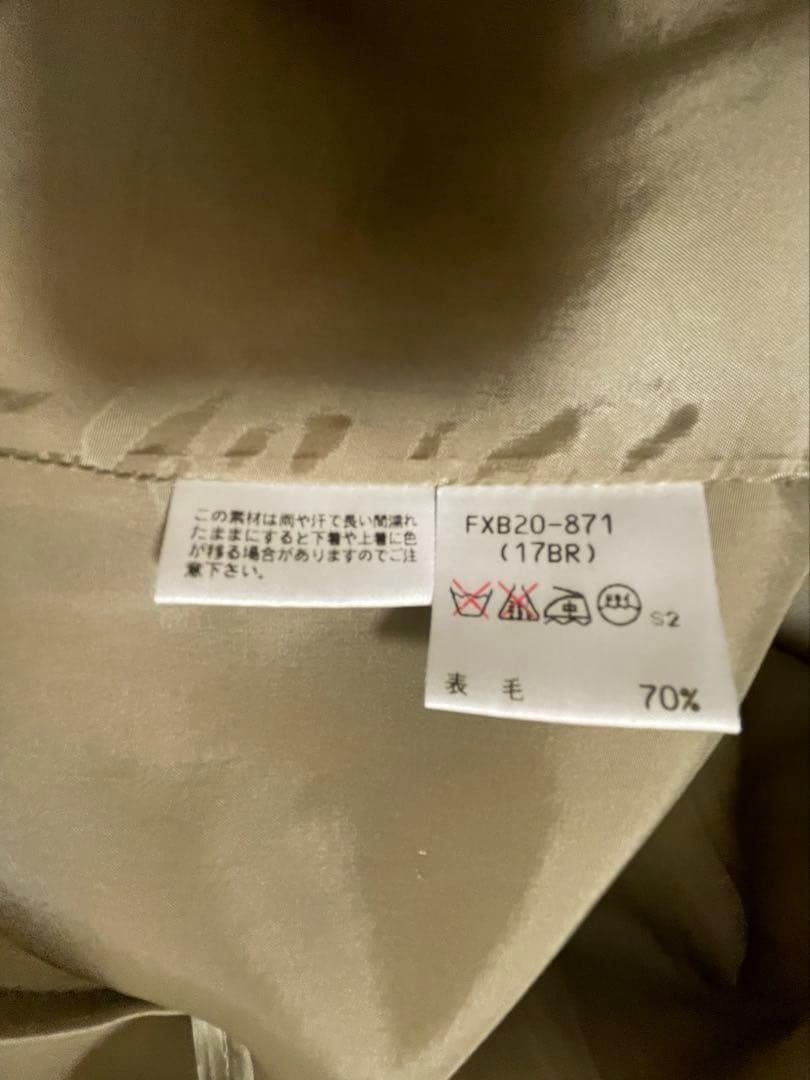 この素材は雨や汗で長い間濡れ
たままにすると下着や上着に色
が移る場合がありますのでご注
意下さい。
FXB20-871
(17BR)
中 S2
表 毛 70%